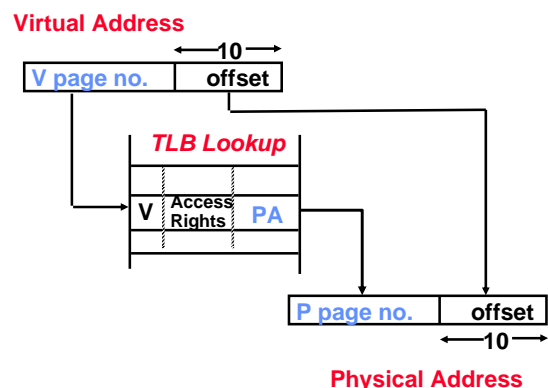 Virtual Address
10
V page no. offset
TLB Lookup
V Access Rights PA
P page no. offset
10
Physical Address